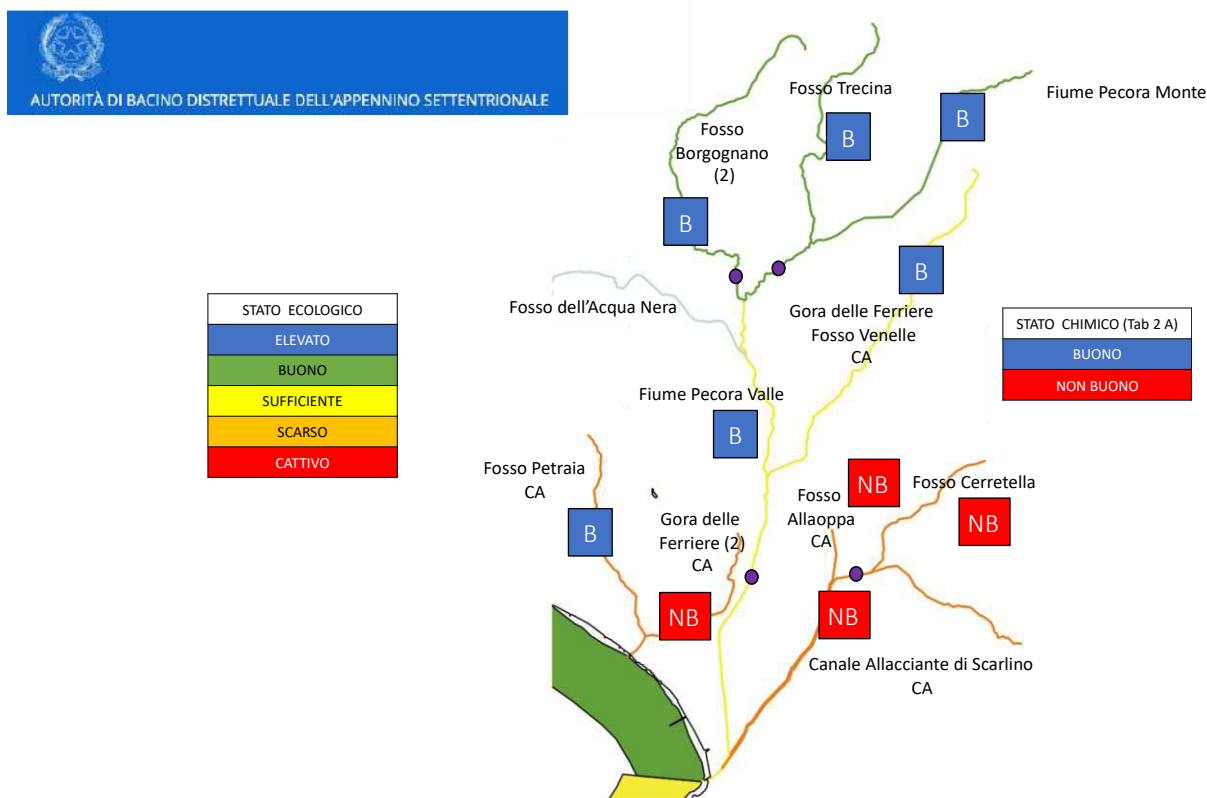 AUTORITÀ DI BACINO DISTRETTUALE DELL'APPENNINO SETTENTRIONALE
Fosso Trecina
B
Fiume Pecora Monte
B
Fosso
Borgognano
(2)
B
Fosso dell'Acqua Nera
B
Gora delle Ferriere
Fosso Venelle
CA
STATO ECOLOGICO
ELEVATO
BUONO
SUFFICIENTE
SCARSO
CATTIVO
STATO CHIMICO (Tab 2 A)
BUONO
NON BUONO
Fiume Pecora Valle
B
Fosso Petraia
CA
B
Gora delle
Ferriere (2)
CA
NB
Fosso
Allaoppa
CA
NB
Fosso Cerretella
NB
NB
Canale Allacciante di Scarlino
CA